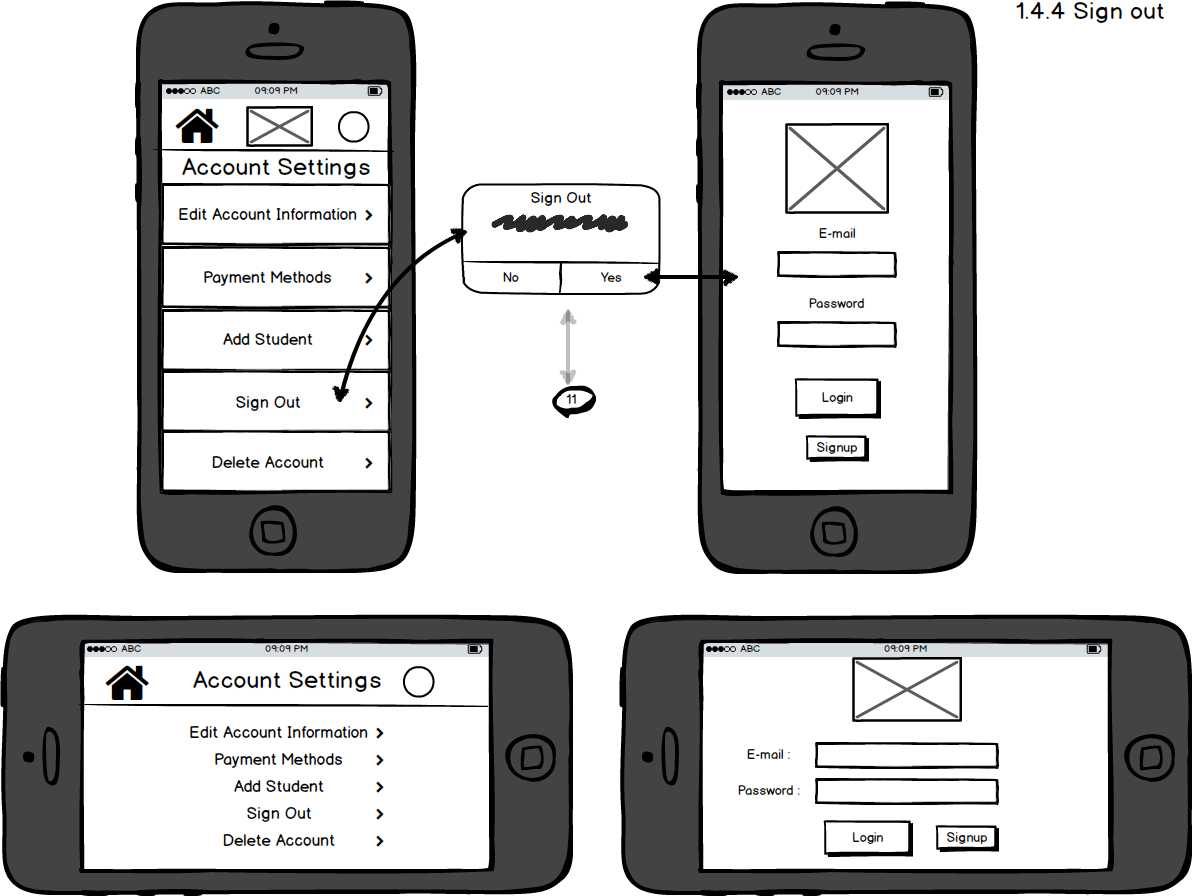 1.4.4 Sign out
ABC 09:09 PM
Account Settings
Edit Account Information
Payment Methods
Add Student
Sign Out
Delete Account
Sign Out
No Yes
11
ABC 09:09 PM
E-mail
Password
Login
Signup
ABC 09:09 PM
Account Settings
Edit Account Information
Payment Methods
Add Student
Sign Out
Delete Account
ABC 09:09 PM
E-mail :
Password :
Login Signup